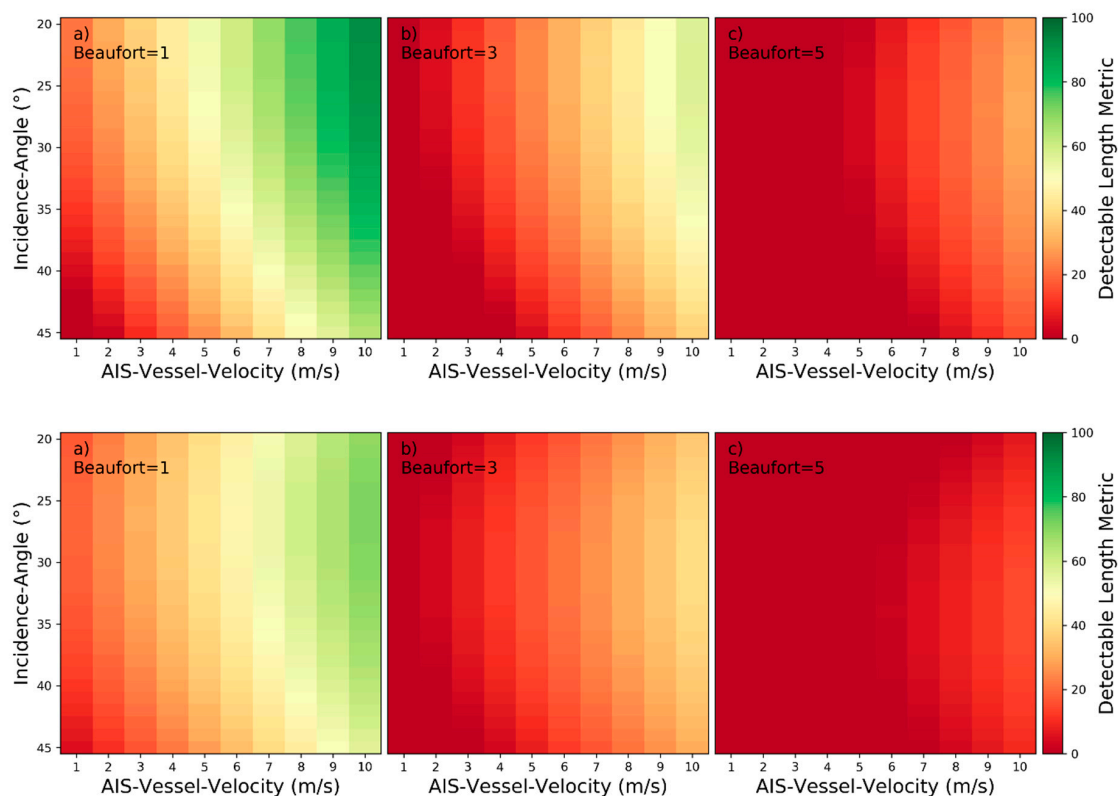 a)
Beaufort=1
b)
Beaufort=3
c)
Beaufort=5
20
25
30
35
40
45
Incidence-Angle (°)
1 2 3 4 5 6 7 8 9 10
1 2 3 4 5 6 7 8 9 10
1 2 3 4 5 6 7 8 9 10
AIS-Vessel-Velocity (m/s)
AIS-Vessel-Velocity (m/s)
AIS-Vessel-Velocity (m/s)
100
80
60
40
20
0
Detectable Length Metric
a)
Beaufort=1
b)
Beaufort=3
c)
Beaufort=5
20
25
30
35
40
45
Incidence-Angle (°)
1 2 3 4 5 6 7 8 9 10
1 2 3 4 5 6 7 8 9 10
1 2 3 4 5 6 7 8 9 10
AIS-Vessel-Velocity (m/s)
AIS-Vessel-Velocity (m/s)
AIS-Vessel-Velocity (m/s)
100
80
60
40
20
0
Detectable Length Metric